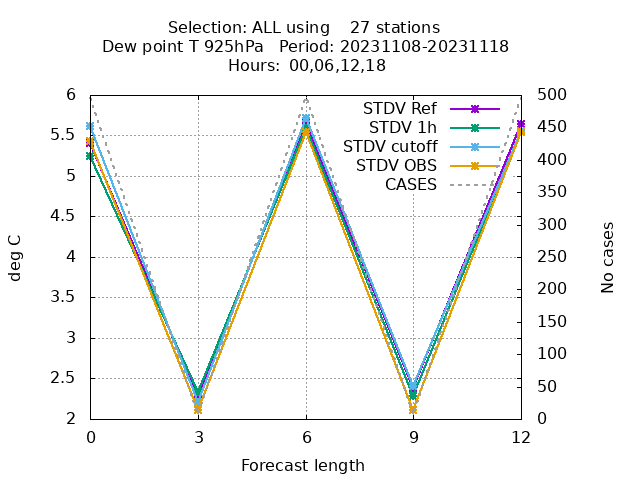 Selection: ALL using 27 stations
Dew point T 925hPa Period: 20231108-20231118
Hours: 00,06,12,18
STDV Ref
STDV 1h
STDV cutoff
STDV OBS
CASES
6
5.5
5
4.5
4
3.5
3
2.5
2
500
450
400
350
300
250
200
150
100
50
0
deg C
No cases
0 3 6 9 12
Forecast length